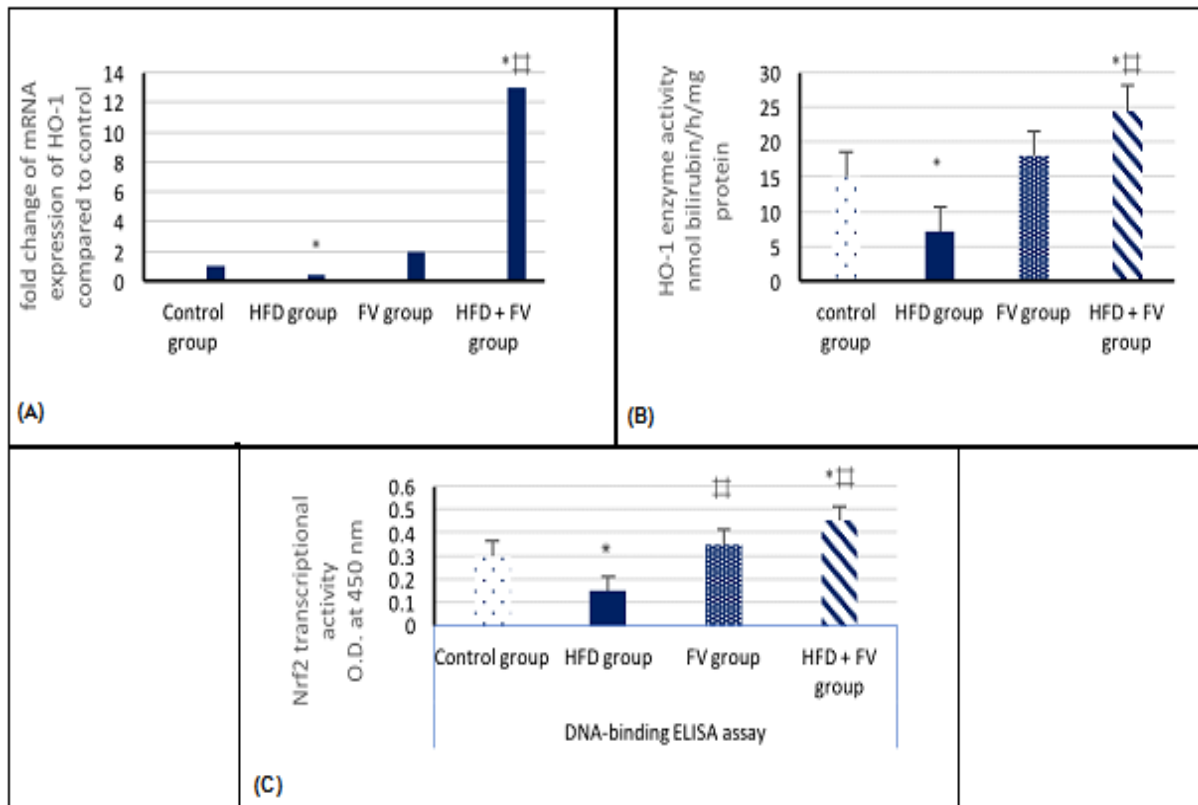 fold change of mRNA
expression of HO-1
compared to control
14
12
10
8
6
4
2
0
*
*⌗
Control
group
HFD group
FV group
HFD + FV
group
(A)
HO-1 enzyme activity
nmol bilirubin/h/mg
protein
30
25
20
15
10
5
0
*
*⌗
control
group
HFD group
FV group
HFD + FV
group
(B)
Nrf2 transcriptional
activity
O.D. at 450 nm
0.6
0.5
0.4
0.3
0.2
0.1
0
*
⌗
*⌗
Control group
HFD group
FV group
HFD + FV
group
DNA-binding ELISA assay
(C)